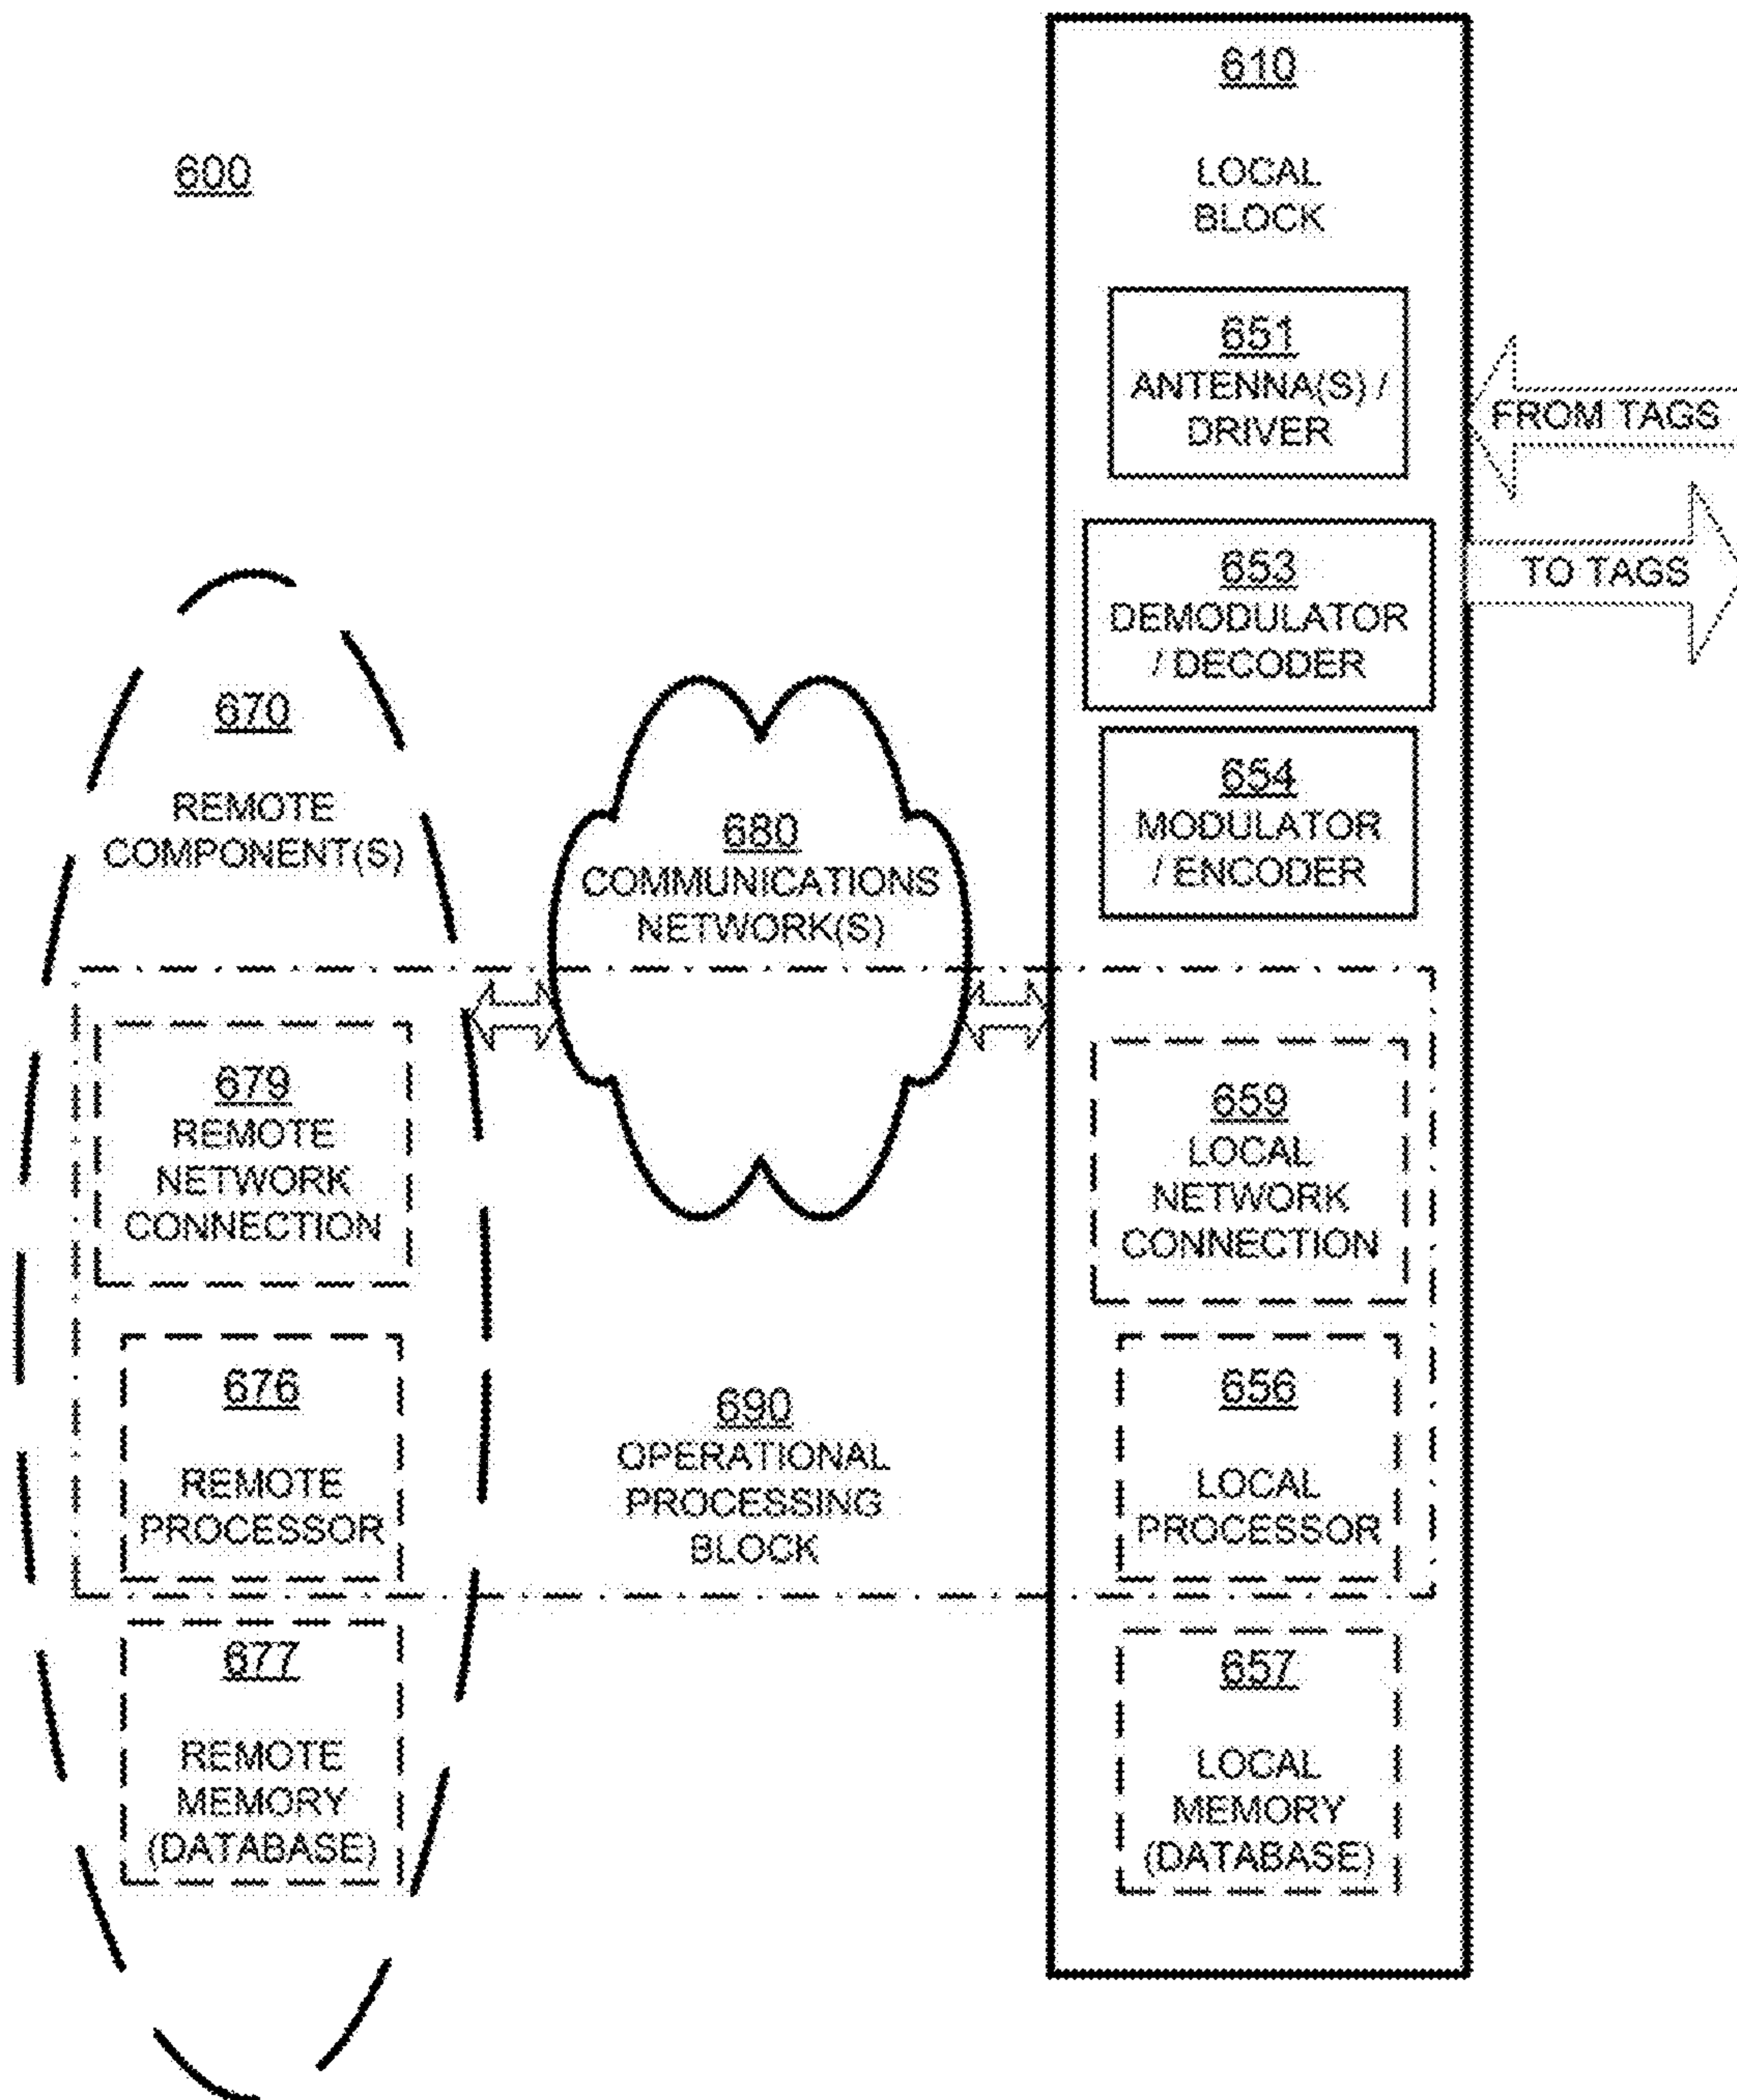 600
610
LOCAL
BLOCK
651
ANTENNA(S) /
DRIVER
FROM TAGS
653
DEMODULATOR
/ DECODER
TO TAGS
654
MODULATOR
/ ENCODER
670
REMOTE
COMPONENT(S)
680
COMMUNICATIONS
NETWORK(S)
679
REMOTE
NETWORK
CONNECTION
659
LOCAL
NETWORK
CONNECTION
676
REMOTE
PROCESSOR
690
OPERATIONAL
PROCESSING
BLOCK
656
LOCAL
PROCESSOR
677
REMOTE
MEMORY
(DATABASE)
657
LOCAL
MEMORY
(DATABASE)